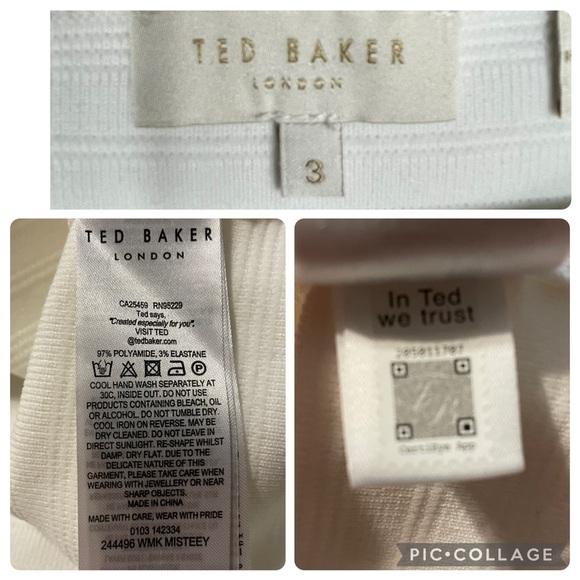 TED BAKER
LONDON
3
TED BAKER
LONDON
CA25459 RN95229
Ted says,
"Created especially for you".
VISIT TED
@tedbaker.com
97% POLYAMIDE, 3% ELASTANE
COOL HAND WASH SEPARATELY AT
30C, INSIDE OUT. DO NOT USE
PRODUCTS CONTAINING BLEACH, OIL
OR ALCOHOL. DO NOT TUMBLE DRY.
COOL IRON ON REVERSE. MAY BE
DRY CLEANED. DO NOT LEAVE IN
DIRECT SUNLIGHT. RE-SHAPE WHILST
DAMP. DRY FLAT. DUE TO THE
DELICATE NATURE OF THIS
GARMENT, PLEASE TAKE CARE WHEN
WEARING WITH JEWELLERY OR NEAR
SHARP OBJECTS.
MADE IN CHINA
MADE WITH CARE, WEAR WITH PRIDE
0103 142334
244496 WMK MISTEEY
In Ted
we trust
Certilogo App
PIC•COLLAGE